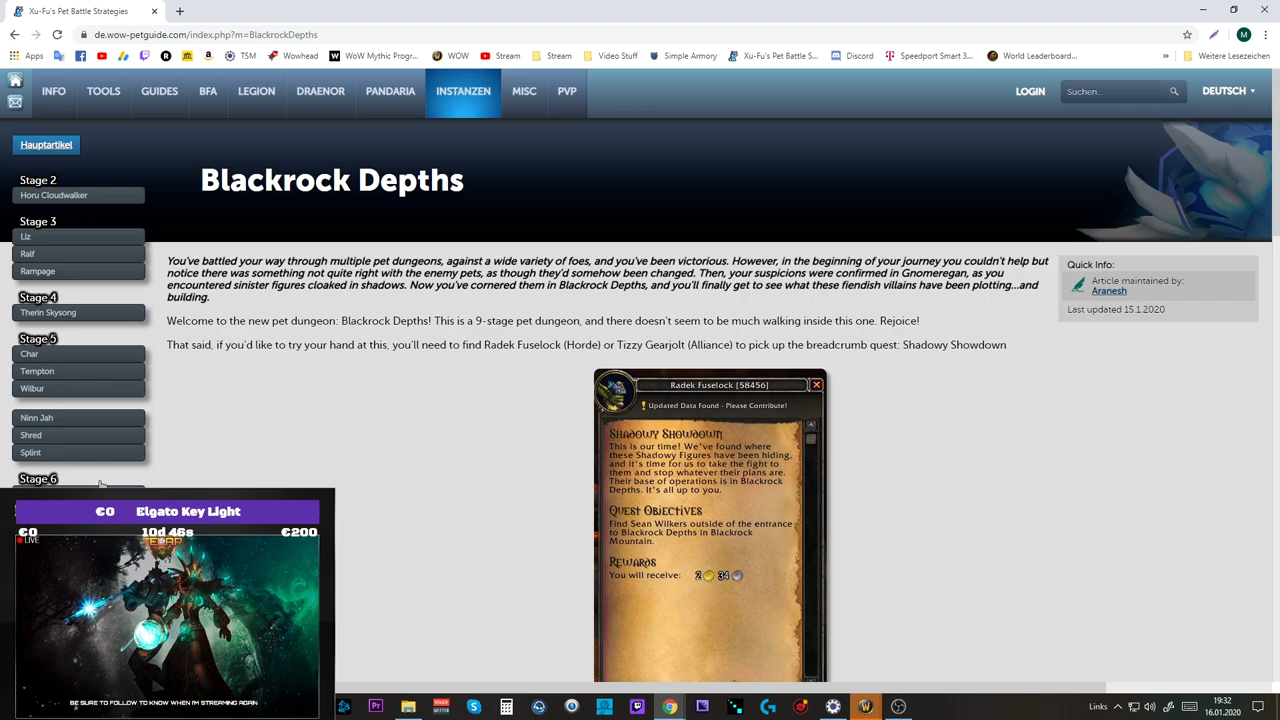 Xu-Fu's Pet Battle Strategies
de.wow-petguide.com/index.php?m=BlackrockDepths
M
Apps
TSM
Wowhead
WoW Mythic Progr...
WOW
Stream
Stream
Video Stuff
Simple Armory
Xu-Fu's Pet Battle S...
Discord
Speedport Smart 3...
World Leaderboar...
»
Weitere Lesezeichen
INFO
TOOLS
GUIDES
BFA
LEGION
DRAENOR
PANDARIA
INSTANZEN
MISC
PVP
LOGIN
Suchen...
DEUTSCH
Hauptartikel
Blackrock Depths
Stage 2
Horu Cloudwalker
Stage 3
Liz
Ralf
Rampage
Stage 4
Therin Skysong
Stage 5
Char
Tempton
Wilbur
Ninn Jah
Shred
Splint
Stage 6
You've battled your way through multiple pet dungeons, against a wide variety of foes, and you've been victorious. However, in the beginning of your journey you couldn't help but
notice there was something not quite right with the enemy pets, as though they'd somehow been changed. Then, your suspicions were confirmed in Gnomeregan, as you
encountered sinister figures cloaked in shadows. Now you've cornered them in Blackrock Depths, and you'll finally get to see what these fiendish villains have been plotting...and
building.
Welcome to the new pet dungeon: Blackrock Depths! This is a 9-stage pet dungeon, and there doesn't seem to be much walking inside this one. Rejoice!
That said, if you'd like to try your hand at this, you'll need to find Radek Fuselock (Horde) or Tizzy Gearjolt (Alliance) to pick up the breadcrumb quest: Shadowy Showdown
Quick Info:
Article maintained by:
Aranesh
Last updated 15.1.2020
Radek Fuselock [58456]
! Updated Data Found - Please Contribute!
Shadowy Showdown
This is our time! We've found where
these Shadowy Figures have been hiding,
and it's time for us to take the fight to
them and stop whatever their plans are.
Their base of operations is in Blackrock
Depths. It's all up to you.
Quest Objectives
Find Sean Wilkers outside of the entrance
to Blackrock Depths in Blackrock
Mountain.
Rewards
You will receive: 2 34
€0 Elgato Key Light
€0 10d 46s €200
LIVE
BE SURE TO FOLLOW TO KNOW WHEN I'M STREAMING AGAIN
Pr
Links
19:32
16.01.2020